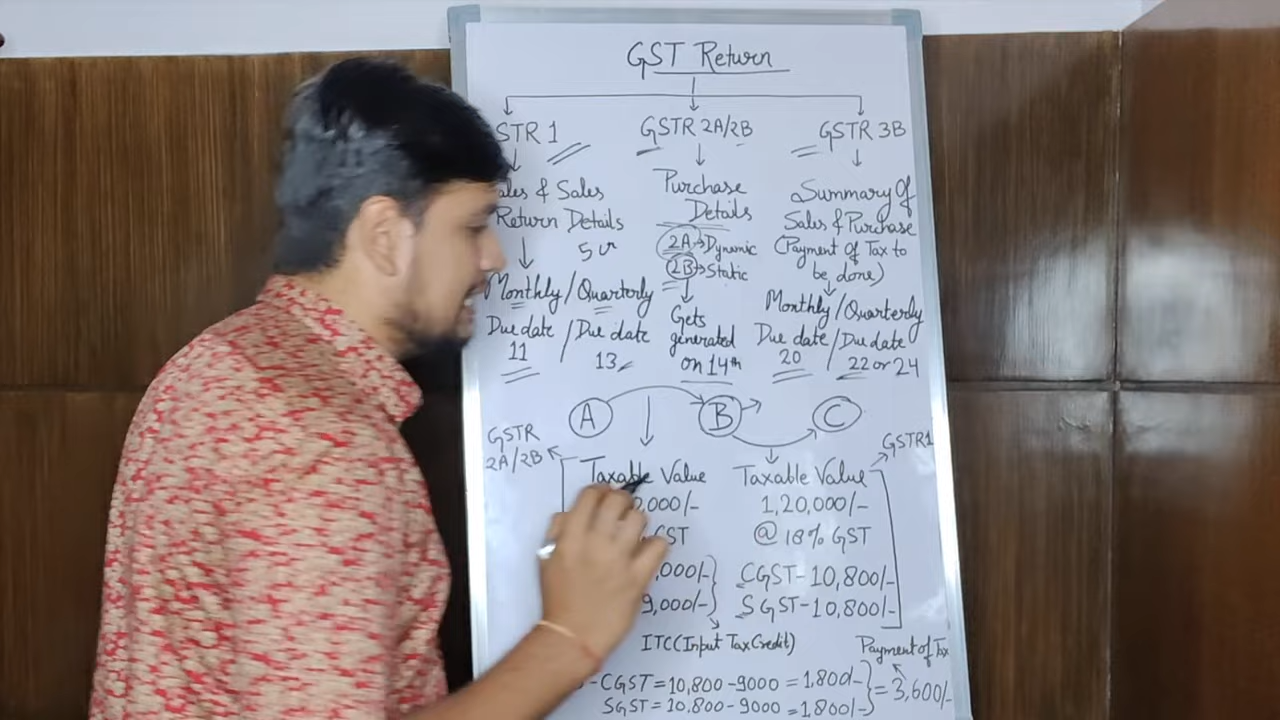 GST Return
STR 1
GSTR 2A/2B
GSTR 3B
ales & Sales
Return Details
5
Monthly/Quarterly
Due date / Due date
11
13
Purchase
Details
2A→Dynamic
2B→Static
Gets
generated
on 14th
Summary Of
Sales & Purchase
(Payment of Tax to
be done)
Monthly/Quarterly
Due date / Due date
20
22 or 24
A
B
C
GSTR
2A/2B
Taxable Value
0,000/-
GST
,000/-
9,000/-
Taxable Value
1,20,000/-
@ 18% GST
CGST-10,800/-
SGST-10,800/-
GSTR1
ITC(Input Tax Credit)
Payment of Tax
-CGST=10,800-9000=1,800/-
SGST=10,800-9000=1,800/-
=3,600/-